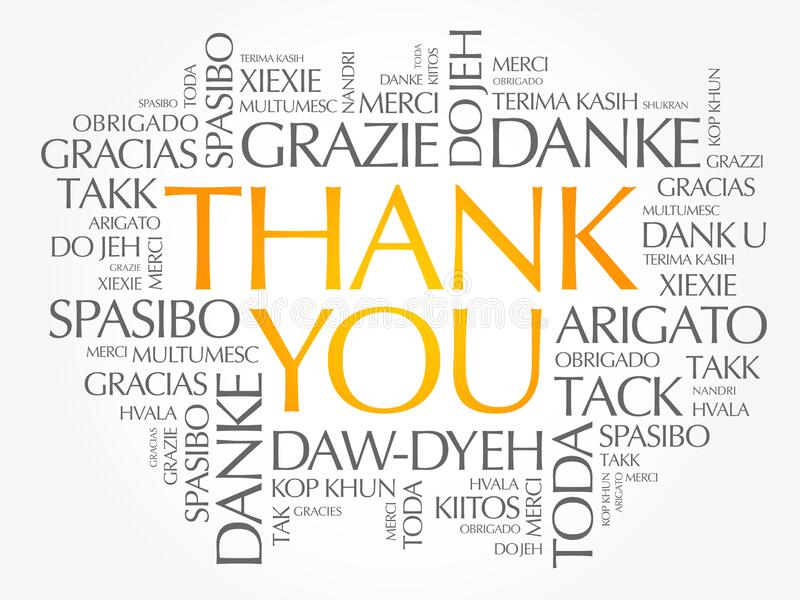 SPASIBO
TODA
SPASIBO
TERIMA KASIH
XIEXIE
MULTUMESC
NANDRI
DANKE
KIITOS
TODA
MERCI
DO JEH
MERCI
OBRIGADO
TERIMA KASIH
SHUKRAN
KOP KHUN
OBRIGADO
GRACIAS
GRAZIE
DANKE
GRAZZI
TAKK
ARIGATO
DO JEH
GRAZIE
XIEXIE
MERCI
THANK
GRACIAS
MULTUMESC
DANK U
TERIMA KASIH
XIEXIE
SPASIBO
YOU
ARIGATO
MERCI
MULTUMESC
OBRIGADO
TAKK
GRACIAS
TACK
NANDRI
HVALA
HVALA
GRACIAS
GRAZIE
SPASIBO
DANKE
DAW-DYEH
TODA
SPASIBO
TAKK
KOP KHUN
ARIGATO
MERCI
KOP KHUN
TAK
GRACIES
MERCI
TODA
HVALA
KIITOS
MERCI
OBRIGADO
DO JEH
dreamstime